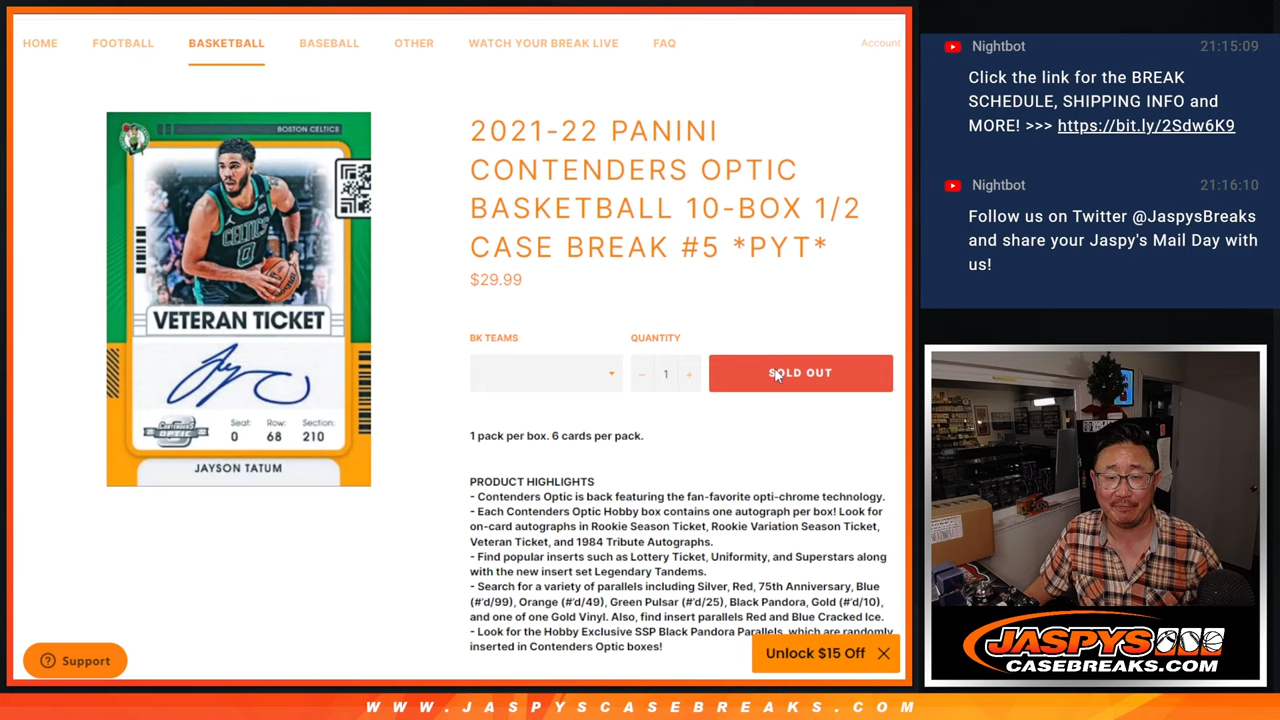 HOME FOOTBALL BASKETBALL BASEBALL OTHER WATCH YOUR BREAK LIVE FAQ Account
BOSTON CELTICS
CELTICS
0
VETERAN TICKET
CONTENDERS
OPTIC
Seat: Row: Section:
0 68 210
JAYSON TATUM
2021-22 PANINI
CONTENDERS OPTIC
BASKETBALL 10-BOX 1/2
CASE BREAK #5 *PYT*
$29.99
BK TEAMS QUANTITY
− 1 +
SOLD OUT
1 pack per box. 6 cards per pack.
PRODUCT HIGHLIGHTS
- Contenders Optic is back featuring the fan-favorite opti-chrome technology.
- Each Contenders Optic Hobby box contains one autograph per box! Look for
on-card autographs in Rookie Season Ticket, Rookie Variation Season Ticket,
Veteran Ticket, and 1984 Tribute Autographs.
- Find popular inserts such as Lottery Ticket, Uniformity, and Superstars along
with the new insert set Legendary Tandems.
- Search for a variety of parallels including Silver, Red, 75th Anniversary, Blue
(#'d/99), Orange (#'d/49), Green Pulsar (#'d/25), Black Pandora, Gold (#'d/10),
and one of one Gold Vinyl. Also, find insert parallels Red and Blue Cracked Ice.
- Look for the Hobby Exclusive SSP Black Pandora Parallels, which are randomly
inserted in Contenders Optic boxes!
Support
Unlock $15 Off
Nightbot 21:15:09
Click the link for the BREAK
SCHEDULE, SHIPPING INFO and
MORE! >>> https://bit.ly/2Sdw6K9
Nightbot 21:16:10
Follow us on Twitter @JaspysBreaks
and share your Jaspy's Mail Day with
us!
JASPYS
CASEBREAKS.COM
WWW.JASPYSCASEBREAKS.COM